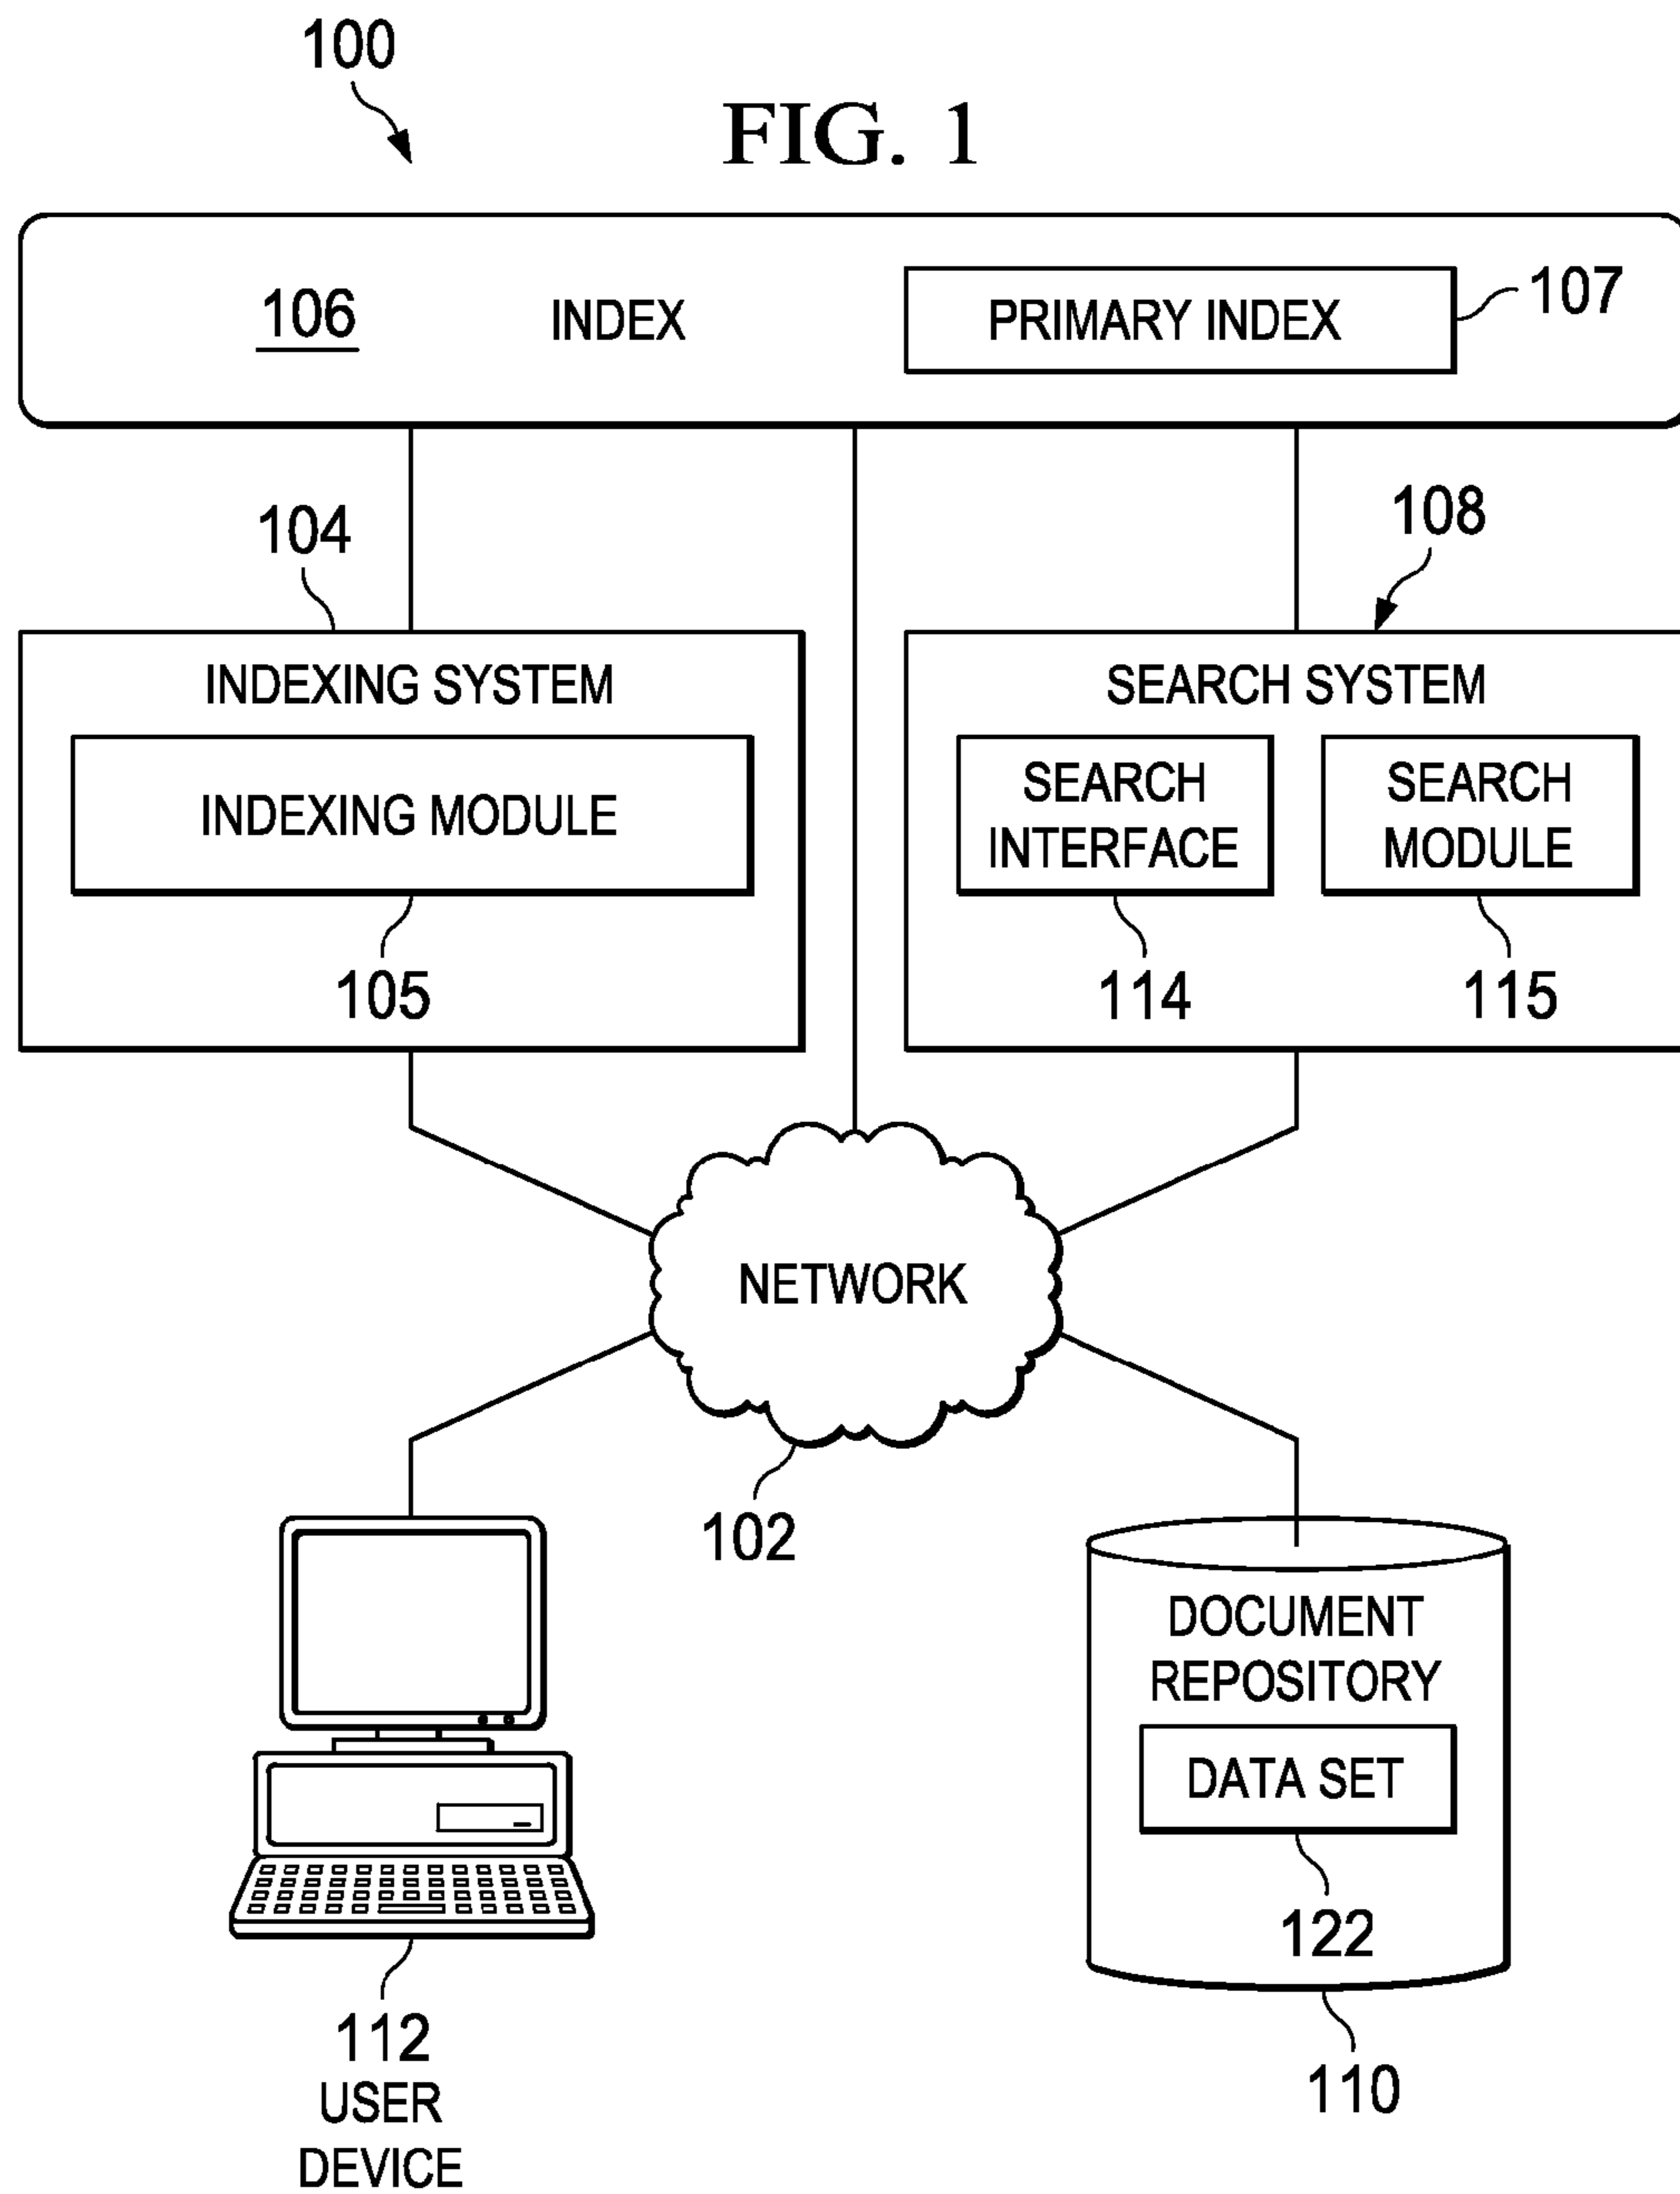 100
FIG. 1
106
INDEX
PRIMARY INDEX
107
104
108
INDEXING SYSTEM
INDEXING MODULE
105
SEARCH SYSTEM
SEARCH
INTERFACE
114
SEARCH
MODULE
115
NETWORK
102
112
USER
DEVICE
DOCUMENT
REPOSITORY
DATA SET
122
110